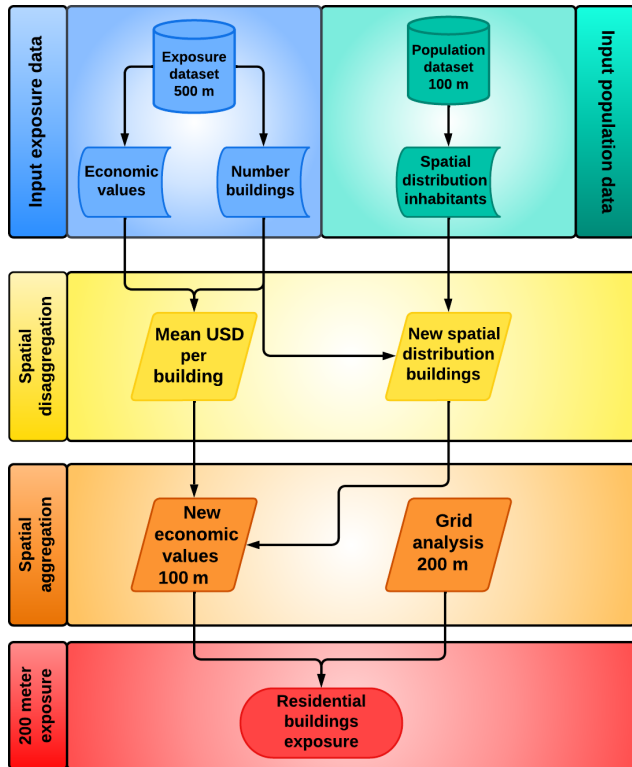 Input exposure data
Exposure
dataset
500 m
Economic
values
Number
buildings
Population
dataset
100 m
Spatial
distribution
inhabitants
Input population data
Spatial
disaggregation
Mean USD
per
building
New spatial
distribution
buildings
Spatial
aggregation
New
economic
values
100 m
Grid
analysis
200 m
200 meter
exposure
Residential
buildings
exposure